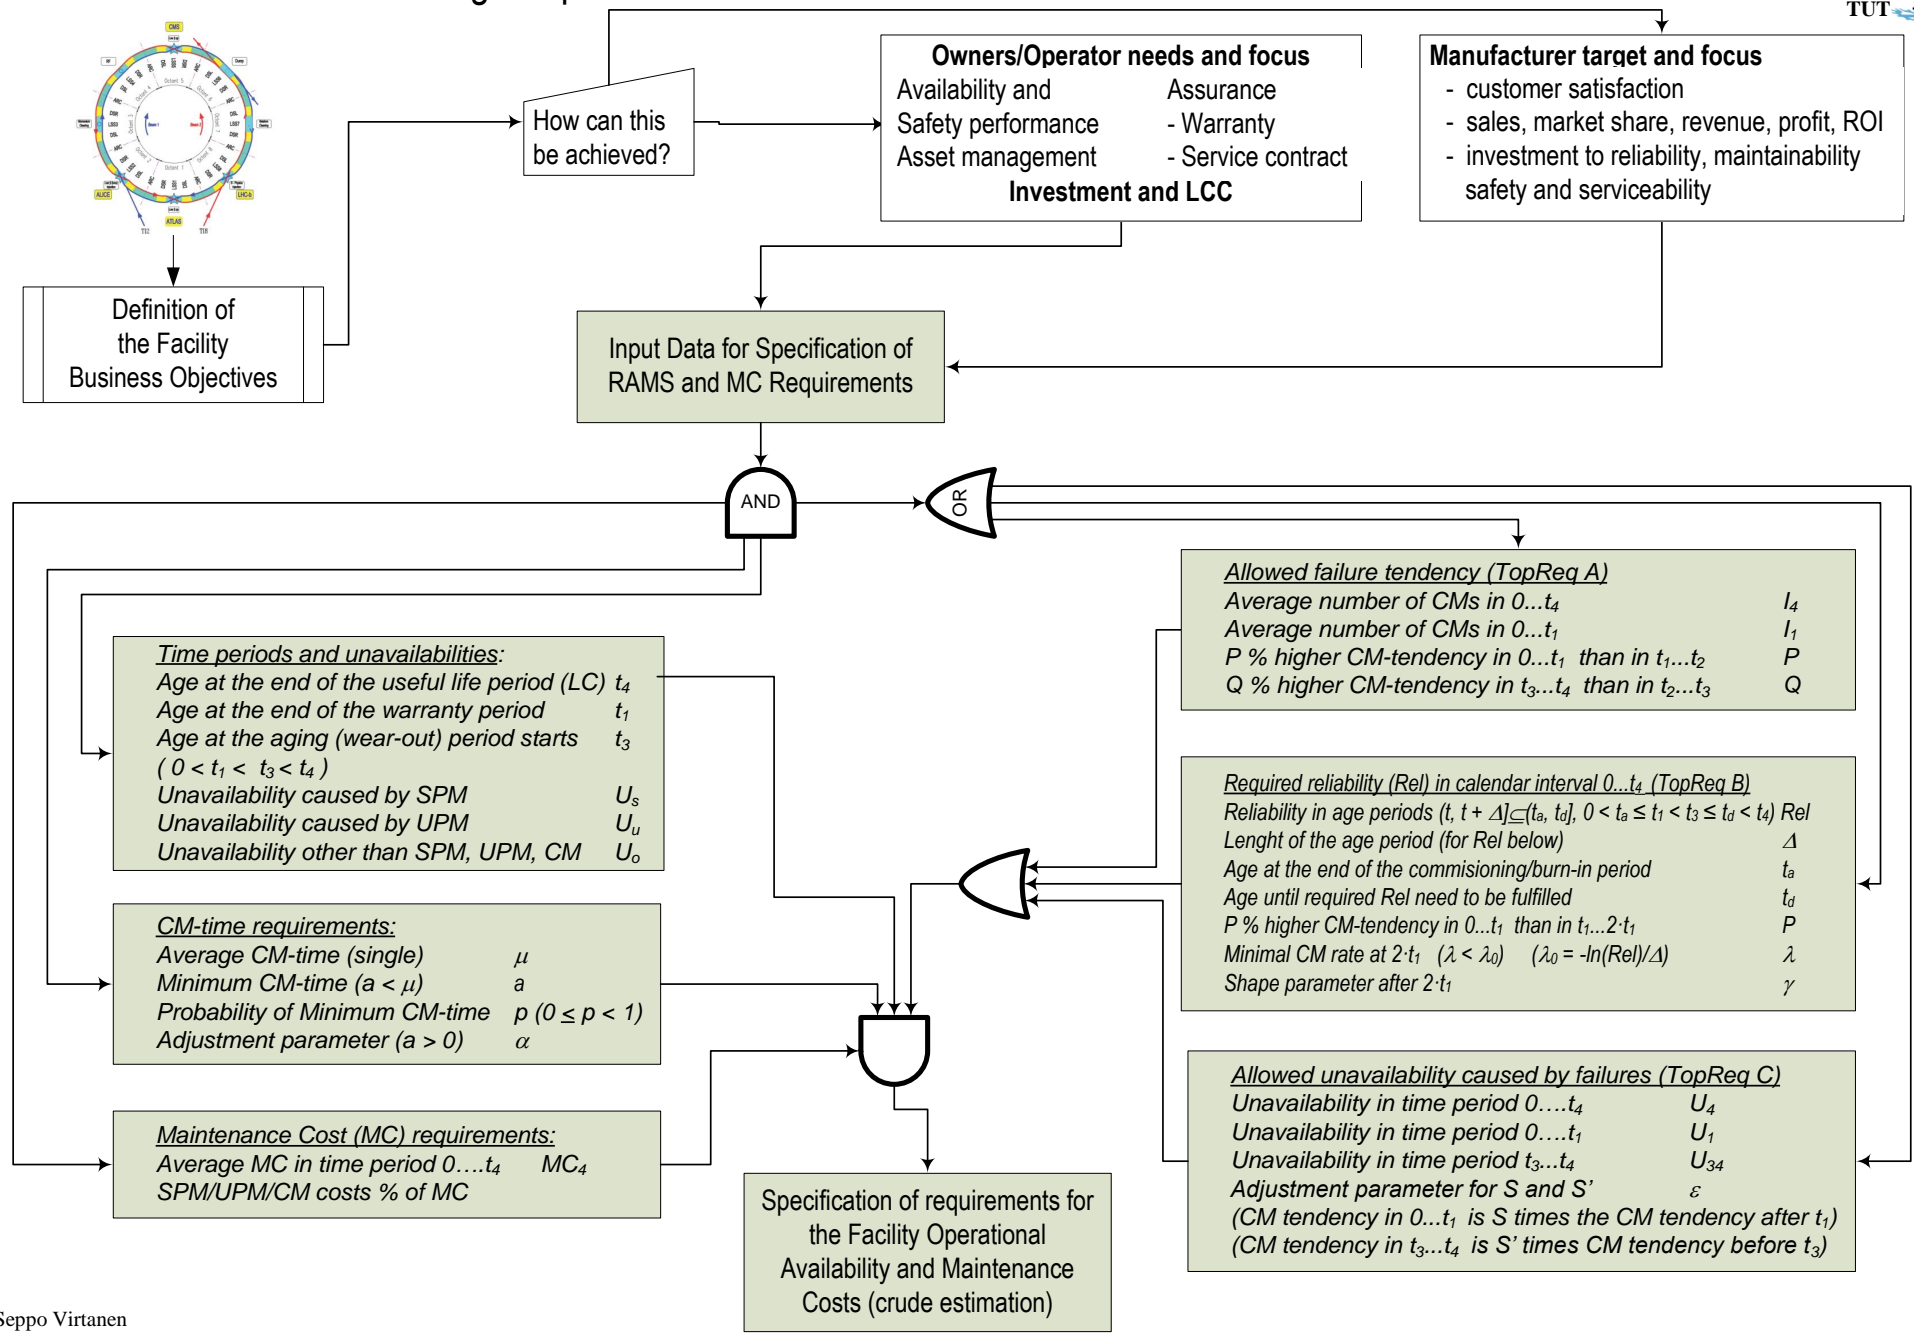 TUT
CMS
RF
Dump
ALICE
ATLAS
LHC-b
TI2
TI8
Definition of
the Facility
Business Objectives
How can this
be achieved?
Owners/Operator needs and focus
Availability and Assurance
Safety performance - Warranty
Asset management - Service contract
Investment and LCC
Manufacturer target and focus
- customer satisfaction
- sales, market share, revenue, profit, ROI
- investment to reliability, maintainability
safety and serviceability
Input Data for Specification of
RAMS and MC Requirements
AND
OR
Time periods and unavailabilities:
Age at the end of the useful life period (LC) t4
Age at the end of the warranty period t1
Age at the aging (wear-out) period starts t3
( 0 < t1 < t3 < t4 )
Unavailability caused by SPM Us
Unavailability caused by UPM Uu
Unavailability other than SPM, UPM, CM Uo
CM-time requirements:
Average CM-time (single) μ
Minimum CM-time (a < μ) a
Probability of Minimum CM-time p (0 ≤ p < 1)
Adjustment parameter (a > 0) α
Maintenance Cost (MC) requirements:
Average MC in time period 0….t4 MC4
SPM/UPM/CM costs % of MC
Allowed failure tendency (TopReq A)
Average number of CMs in 0...t4 I4
Average number of CMs in 0...t1 I1
P % higher CM-tendency in 0...t1 than in t1...t2 P
Q % higher CM-tendency in t3...t4 than in t2...t3 Q
Required reliability (Rel) in calendar interval 0...t4 (TopReq B)
Reliability in age periods (t, t + Δ]⊆(ta, td], 0 < ta ≤ t1 < t3 ≤ td < t4) Rel
Lenght of the age period (for Rel below) Δ
Age at the end of the commisioning/burn-in period ta
Age until required Rel need to be fulfilled td
P % higher CM-tendency in 0...t1 than in t1...2·t1 P
Minimal CM rate at 2·t1 (λ < λ0) (λ0 = -ln(Rel)/Δ) λ
Shape parameter after 2·t1 γ
Allowed unavailability caused by failures (TopReq C)
Unavailability in time period 0….t4 U4
Unavailability in time period 0….t1 U1
Unavailability in time period t3...t4 U34
Adjustment parameter for S and S' ε
(CM tendency in 0...t1 is S times the CM tendency after t1)
(CM tendency in t3...t4 is S' times CM tendency before t3)
Specification of requirements for
the Facility Operational
Availability and Maintenance
Costs (crude estimation)
Seppo Virtanen